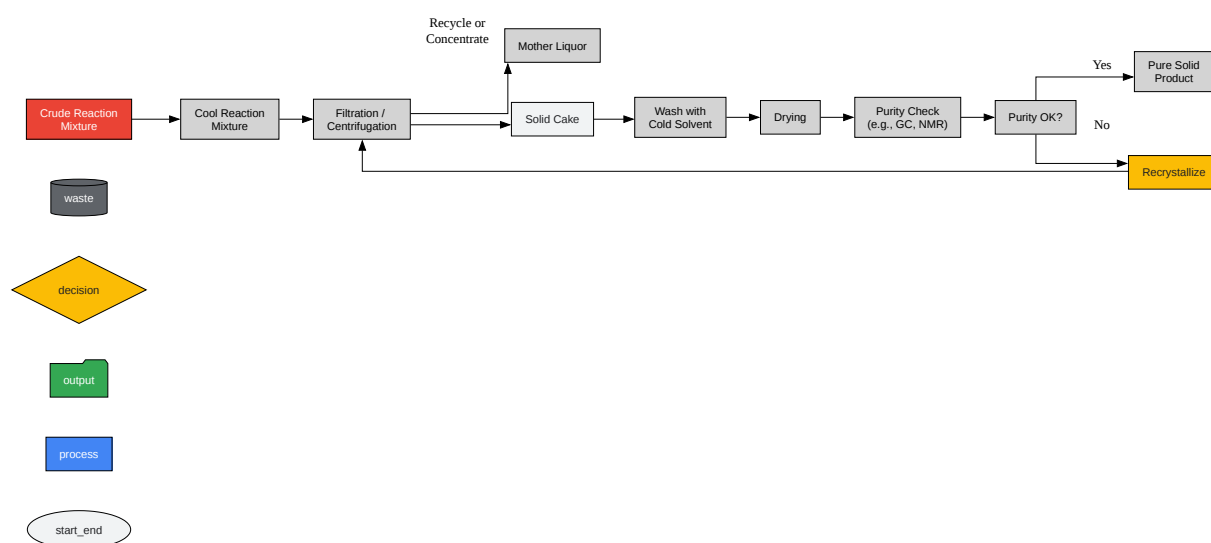 Recycle or
Concentrate
Mother Liquor
Yes
Pure Solid
Product
Crude Reaction
Mixture
Cool Reaction
Mixture
Filtration /
Centrifugation
Solid Cake
Wash with
Cold Solvent
Drying
Purity Check
(e.g., GC, NMR)
Purity OK?
No
Recrystallize
waste
decision
output
process
start_end